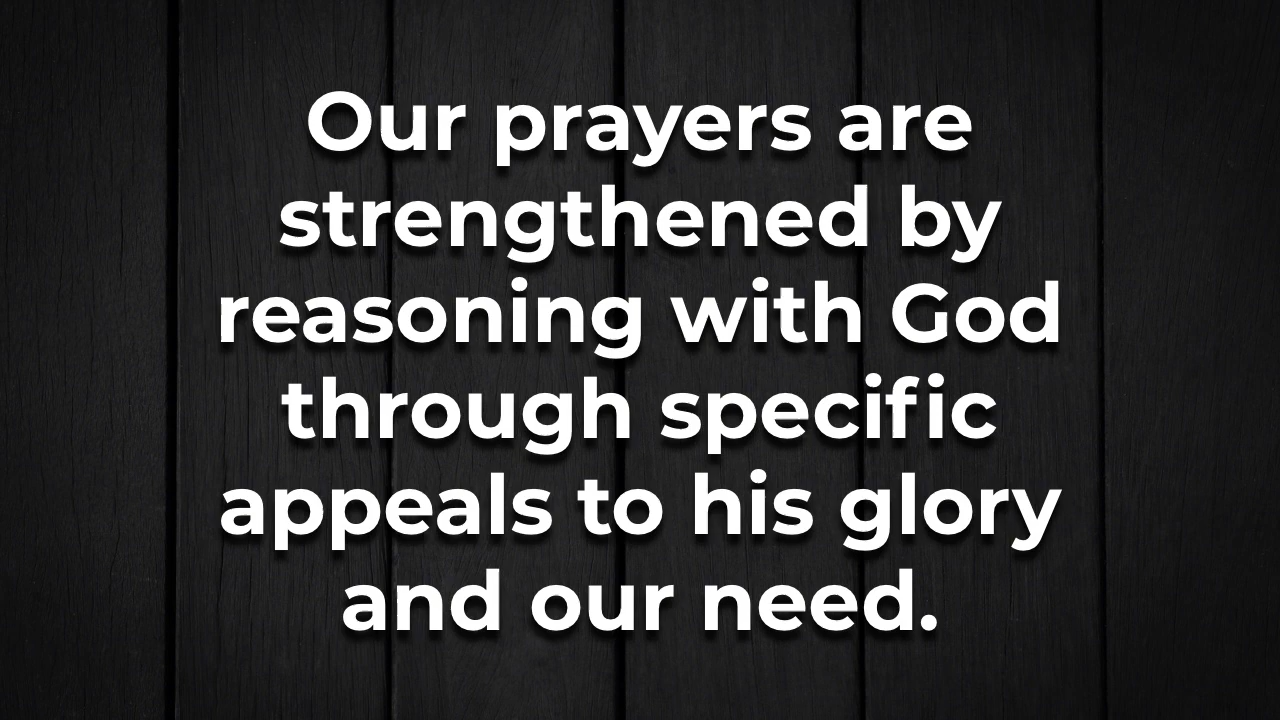 Our prayers are
strengthened by
reasoning with God
through specific
appeals to his glory
and our need.